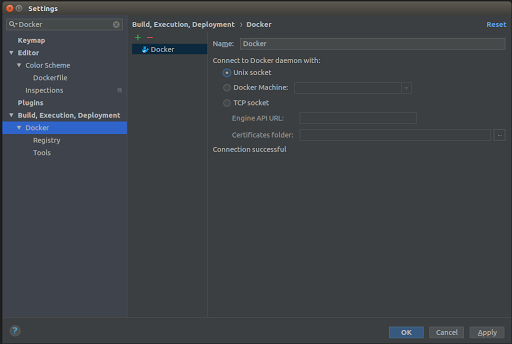 Settings
Docker
Build, Execution, Deployment › Docker
Reset
Keymap
Editor
Color Scheme
Dockerfile
Inspections
Plugins
Build, Execution, Deployment
Docker
Registry
Tools
+ −
Docker
Name: Docker
Connect to Docker daemon with:
Unix socket
Docker Machine:
TCP socket
Engine API URL:
Certificates folder:
...
Connection successful
?
OK
Cancel
Apply